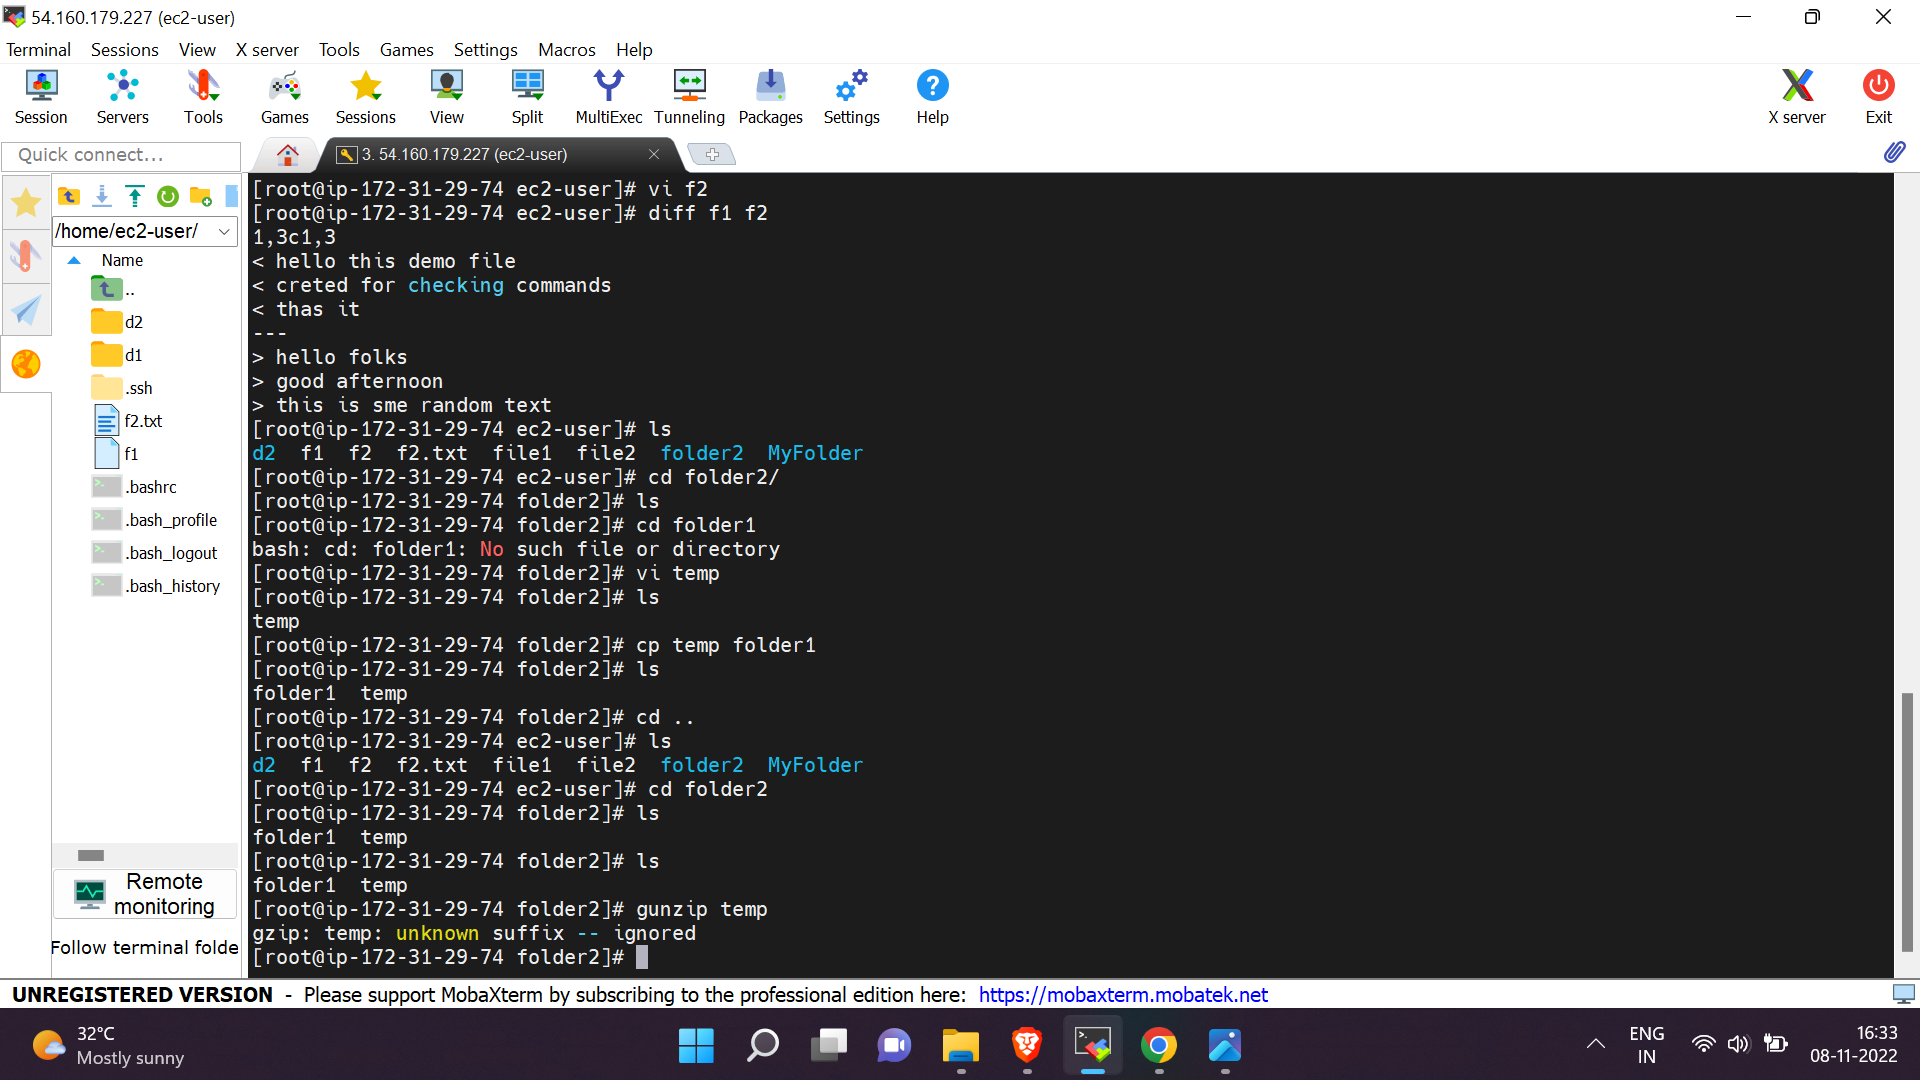 54.160.179.227 (ec2-user)
Terminal Sessions View X server Tools Games Settings Macros Help
Session Servers Tools Games Sessions View Split MultiExec Tunneling Packages Settings Help X server Exit
Quick connect...
3. 54.160.179.227 (ec2-user)
/home/ec2-user/
Name
..
d2
d1
.ssh
f2.txt
f1
.bashrc
.bash_profile
.bash_logout
.bash_history
Remote
monitoring
Follow terminal folde
[root@ip-172-31-29-74 ec2-user]# vi f2
[root@ip-172-31-29-74 ec2-user]# diff f1 f2
1,3c1,3
< hello this demo file
< creted for checking commands
< thas it
---
> hello folks
> good afternoon
> this is sme random text
[root@ip-172-31-29-74 ec2-user]# ls
d2 f1 f2 f2.txt file1 file2 folder2 MyFolder
[root@ip-172-31-29-74 ec2-user]# cd folder2/
[root@ip-172-31-29-74 folder2]# ls
[root@ip-172-31-29-74 folder2]# cd folder1
bash: cd: folder1: No such file or directory
[root@ip-172-31-29-74 folder2]# vi temp
[root@ip-172-31-29-74 folder2]# ls
temp
[root@ip-172-31-29-74 folder2]# cp temp folder1
[root@ip-172-31-29-74 folder2]# ls
folder1 temp
[root@ip-172-31-29-74 folder2]# cd ..
[root@ip-172-31-29-74 ec2-user]# ls
d2 f1 f2 f2.txt file1 file2 folder2 MyFolder
[root@ip-172-31-29-74 ec2-user]# cd folder2
[root@ip-172-31-29-74 folder2]# ls
folder1 temp
[root@ip-172-31-29-74 folder2]# ls
folder1 temp
[root@ip-172-31-29-74 folder2]# gunzip temp
gzip: temp: unknown suffix -- ignored
[root@ip-172-31-29-74 folder2]#
UNREGISTERED VERSION - Please support MobaXterm by subscribing to the professional edition here: https://mobaxterm.mobatek.net
32°C
Mostly sunny
ENG
IN
16:33
08-11-2022